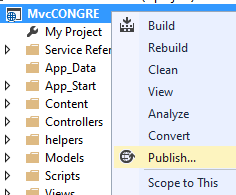 MvcCONGRE
My Project
Service Refer
App_Data
App_Start
Content
Controllers
helpers
Models
Scripts
Views
Build
Rebuild
Clean
View
Analyze
Convert
Publish...
Scope to This